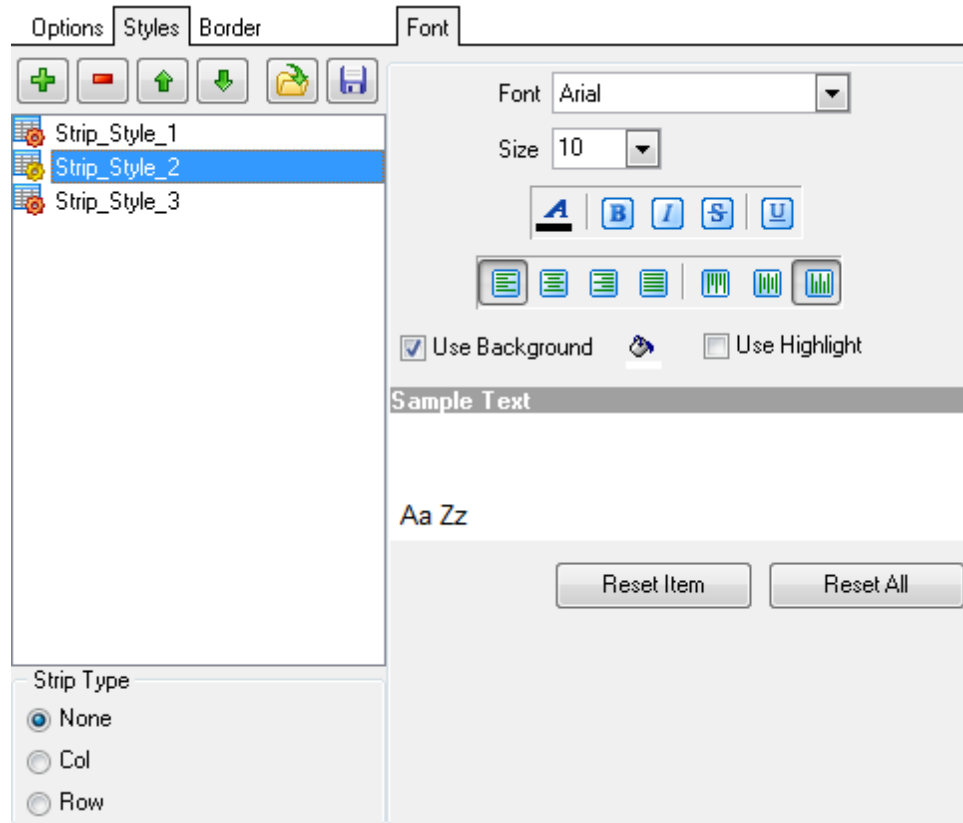 Options Styles Border
Font
Strip_Style_1
Strip_Style_2
Strip_Style_3
Strip Type
None
Col
Row
Font Arial
Size 10
A B I S U
Use Background Use Highlight
Sample Text
Aa Zz
Reset Item Reset All